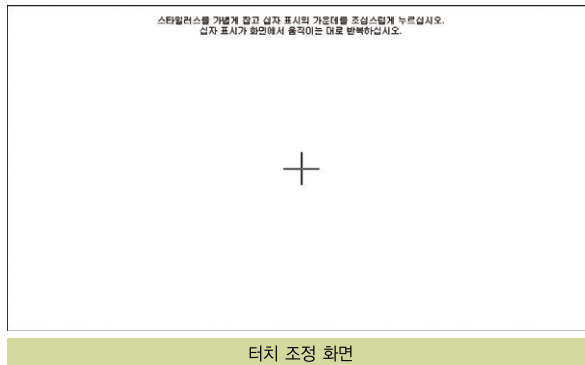 스타일러스를 가볍게 잡고 십자 표시의 가운데를 조심스럽게 누르십시오.
십자 표시가 화면에서 움직이는 대로 반복하십시오.
터치 조정 화면